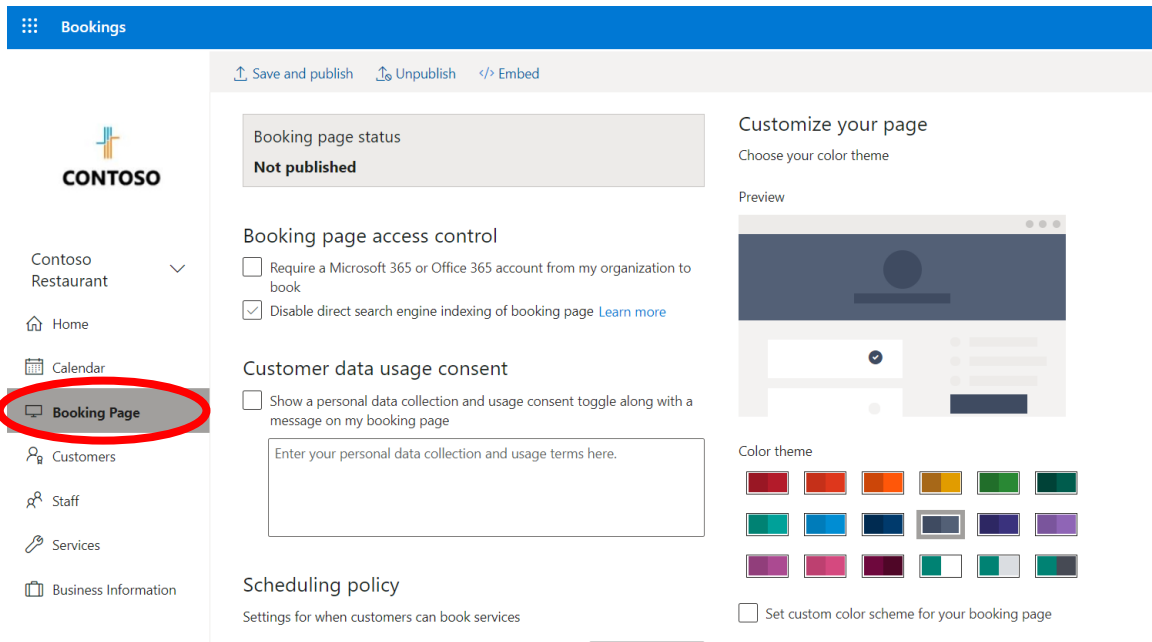 Bookings
Save and publish
Unpublish
</> Embed
CONTOSO
Contoso
Restaurant
Home
Calendar
Booking Page
Customers
Staff
Services
Business Information
Booking page status
Not published
Booking page access control
Require a Microsoft 365 or Office 365 account from my organization to
book
Disable direct search engine indexing of booking page Learn more
Customer data usage consent
Show a personal data collection and usage consent toggle along with a
message on my booking page
Enter your personal data collection and usage terms here.
Scheduling policy
Settings for when customers can book services
Customize your page
Choose your color theme
Preview
Color theme
Set custom color scheme for your booking page